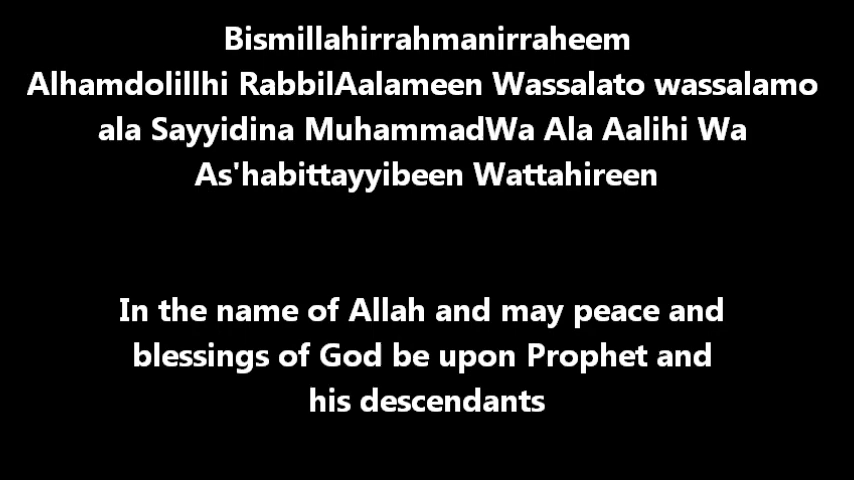 Bismillahirrahmanirraheem
Alhamdolillhi RabbilAalameen Wassalato wassalamo
ala Sayyidina MuhammadWa Ala Aalihi Wa
As'habittayyibeen Wattahireen
In the name of Allah and may peace and
blessings of God be upon Prophet and
his descendants